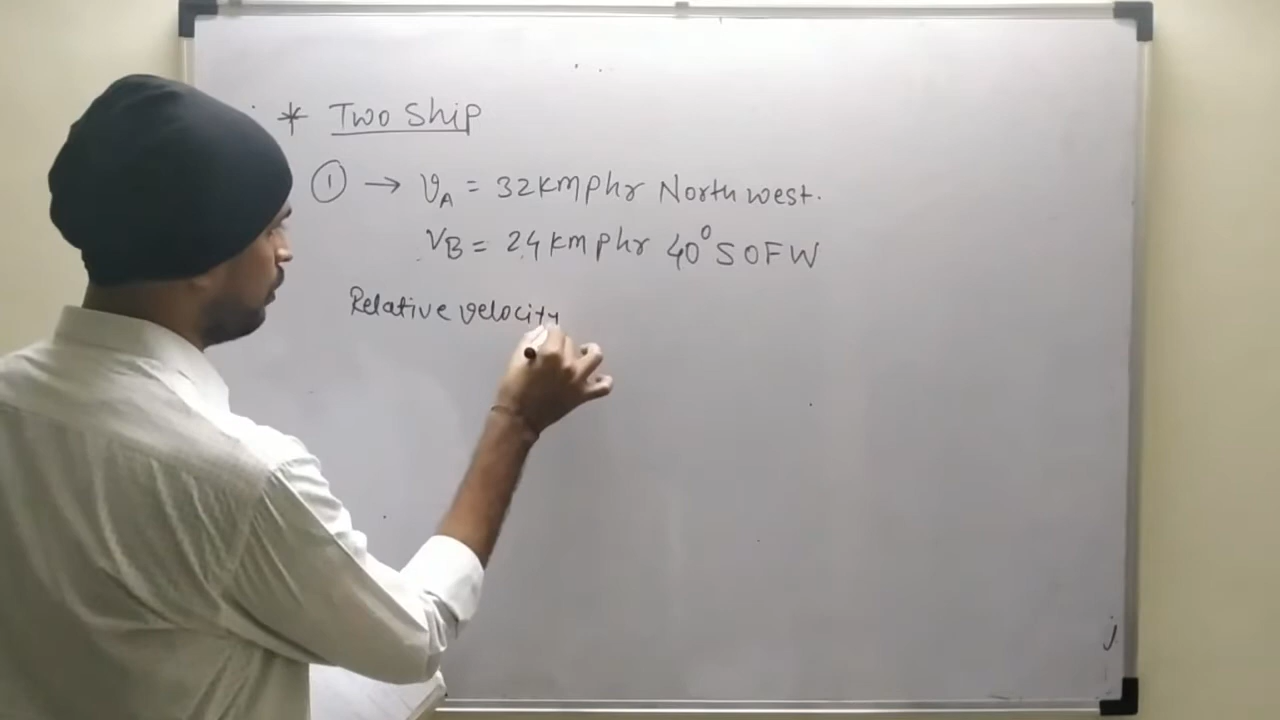 * Two Ship
① → VA = 32 kmphr North west.
VB = 24 kmphr 40° S OF W
Relative velocity